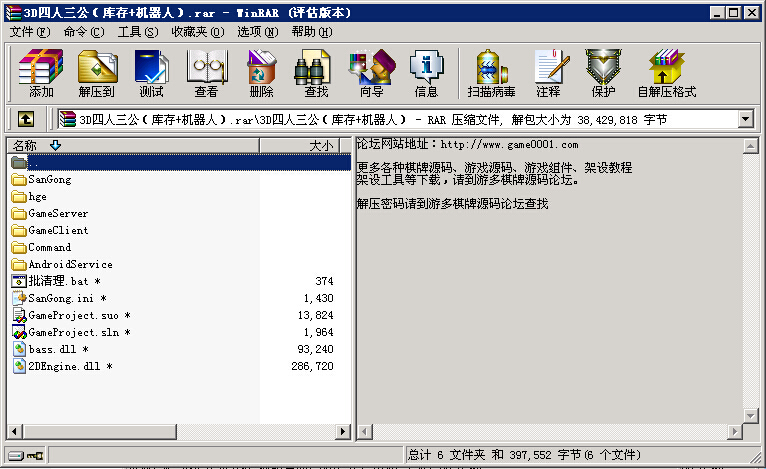 3D四人三公(库存+机器人).rar - WinRAR (评估版本)
文件(F) 命令(C) 工具(S) 收藏夹(O) 选项(N) 帮助(H)
添加 解压到 测试 查看 删除 查找 向导 信息 扫描病毒 注释 保护 自解压格式
3D四人三公(库存+机器人).rar\3D四人三公(库存+机器人) - RAR 压缩文件, 解包大小为 38,429,818 字节
名称 大小
..
SanGong
hge
GameServer
GameClient
Command
AndroidService
批清理.bat * 374
SanGong.ini * 1,430
GameProject.suo * 13,824
GameProject.sln * 1,964
bass.dll * 93,240
2DEngine.dll * 286,720
论坛网站地址：http://www.game0001.com
更多各种棋牌源码、游戏源码、游戏组件、架设教程
架设工具等下载，请到游多棋牌源码论坛。
解压密码请到游多棋牌源码论坛查找
总计 6 文件夹 和 397,552 字节(6 个文件)